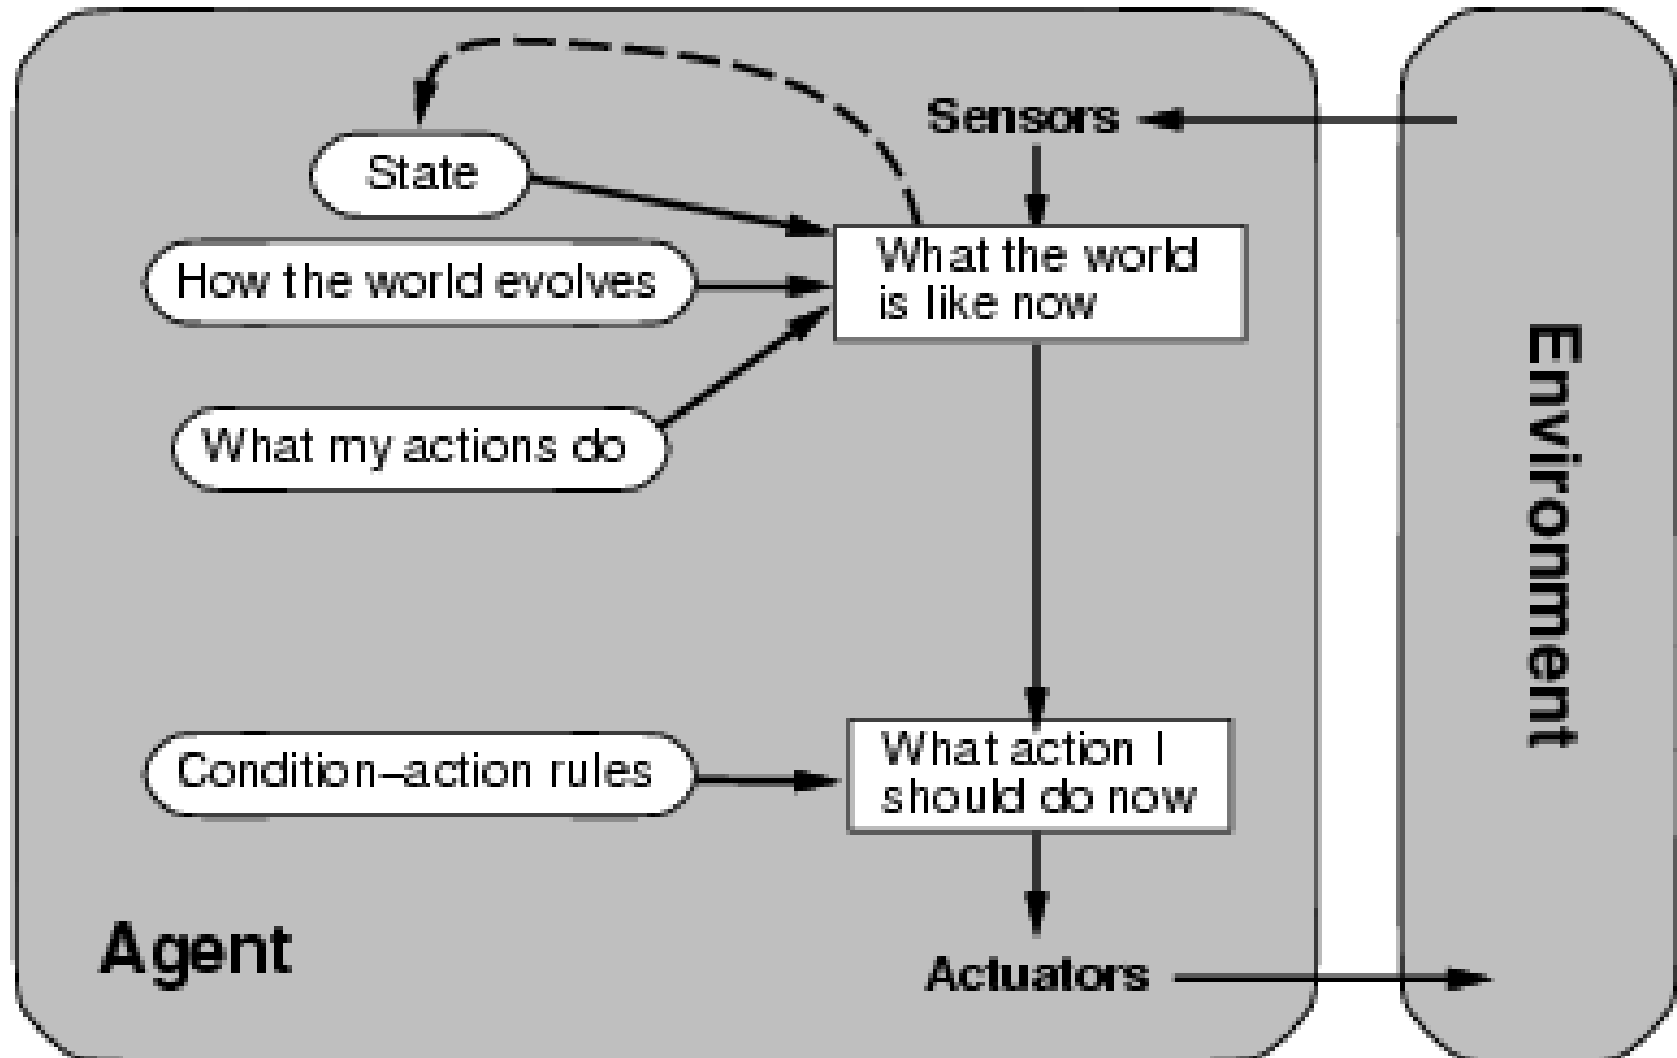 Sensors
State
How the world evolves
What the world
is like now
What my actions do
Environment
Condition–action rules
What action I
should do now
Agent
Actuators